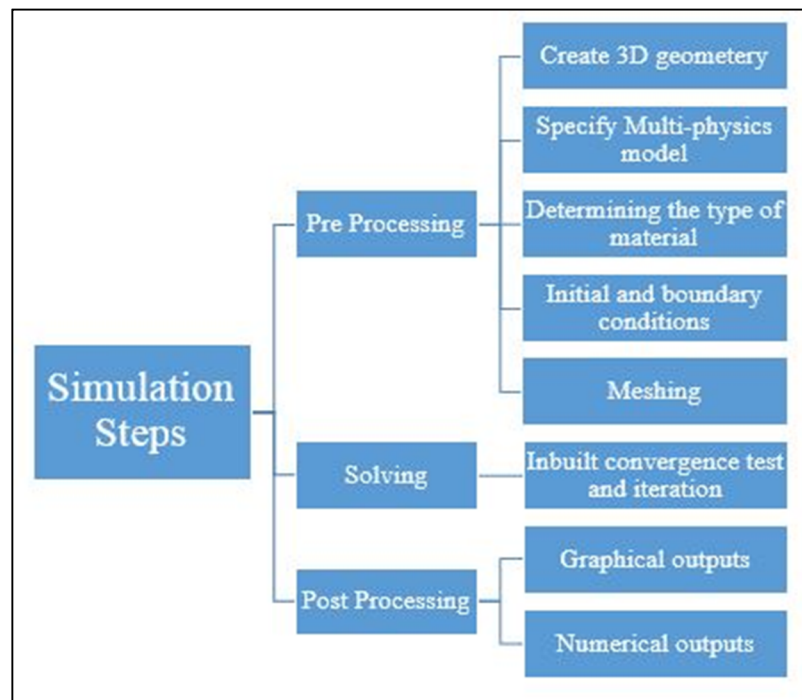 Simulation
Steps
Pre Processing
Create 3D geometery
Specify Multi-physics
model
Determining the type of
material
Initial and boundary
conditions
Meshing
Solving
Inbuilt convergence test
and iteration
Post Processing
Graphical outputs
Numerical outputs